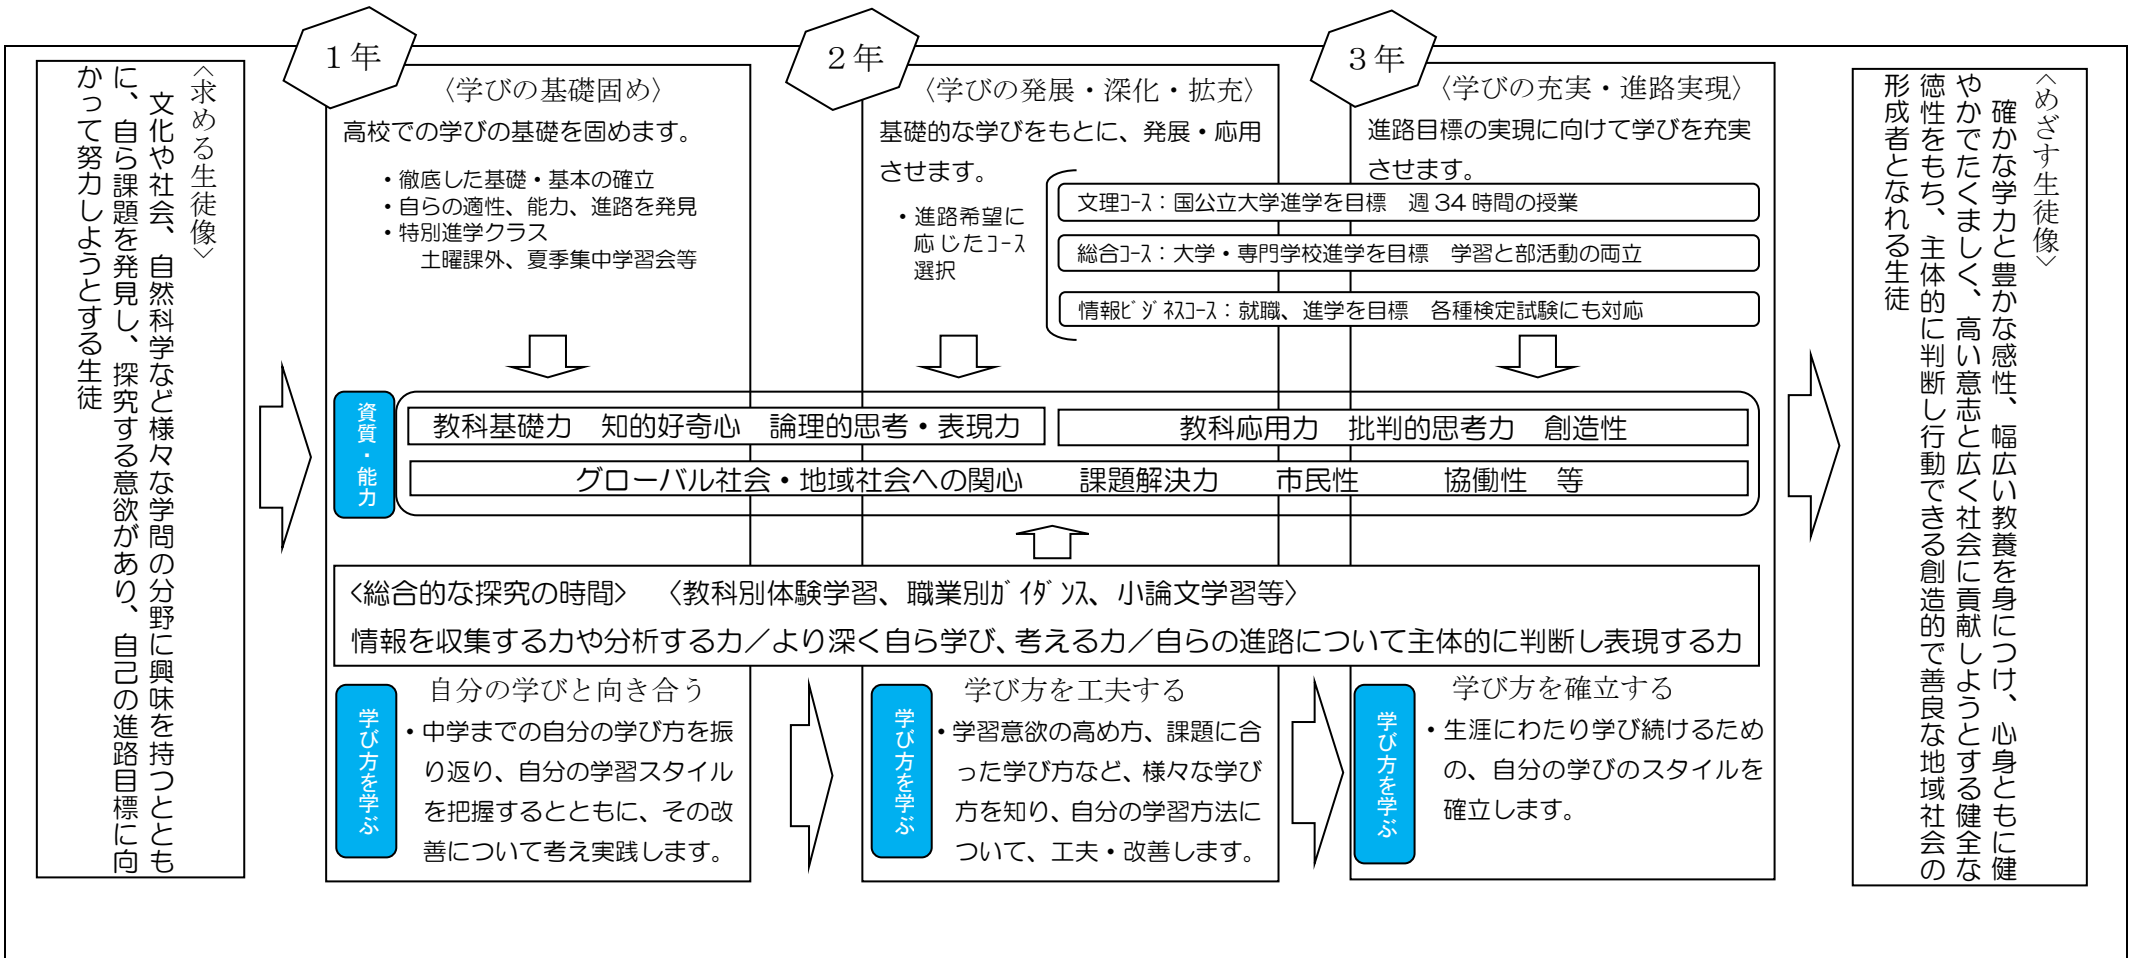 〈求める生徒像〉
文化や社会、自然科学など様々な学問の分野に興味を持つととも
に、自ら課題を発見し、探究する意欲があり、自己の進路目標に向
かって努力しようとする生徒
1年
〈学びの基礎固め〉
高校での学びの基礎を固めます。
・徹底した基礎・基本の確立
・自らの適性、能力、進路を発見
・特別進学クラス
土曜課外、夏季集中学習会等
2年
〈学びの発展・深化・拡充〉
基礎的な学びをもとに、発展・応用
させます。
・進路希望に
応じたｺｰｽ
選択
3年
〈学びの充実・進路実現〉
進路目標の実現に向けて学びを充実
させます。
文理ｺｰｽ：国公立大学進学を目標　週34時間の授業
総合ｺｰｽ：大学・専門学校進学を目標　学習と部活動の両立
情報ﾋﾞｼﾞﾈｽｺｰｽ：就職、進学を目標　各種検定試験にも対応
資質・能力
教科基礎力　知的好奇心　論理的思考・表現力
教科応用力　批判的思考力　創造性
グローバル社会・地域社会への関心　　課題解決力　　市民性　　　協働性　等
<総合的な探究の時間>　〈教科別体験学習、職業別ｶﾞｲﾀﾞﾝｽ、小論文学習等〉
情報を収集する力や分析する力／より深く自ら学び、考える力／自らの進路について主体的に判断し表現する力
学び方を学ぶ
自分の学びと向き合う
・中学までの自分の学び方を振
り返り、自分の学習スタイル
を把握するとともに、その改
善について考え実践します。
学び方を学ぶ
学び方を工夫する
・学習意欲の高め方、課題に合
った学び方など、様々な学び
方を知り、自分の学習方法に
ついて、工夫・改善します。
学び方を学ぶ
学び方を確立する
・生涯にわたり学び続けるため
の、自分の学びのスタイルを
確立します。
〈めざす生徒像〉
確かな学力と豊かな感性、幅広い教養を身につけ、心身ともに健
やかでたくましく、高い意志と広く社会に貢献しようとする健全な
徳性をもち、主体的に判断し行動できる創造的で善良な地域社会の
形成者となれる生徒